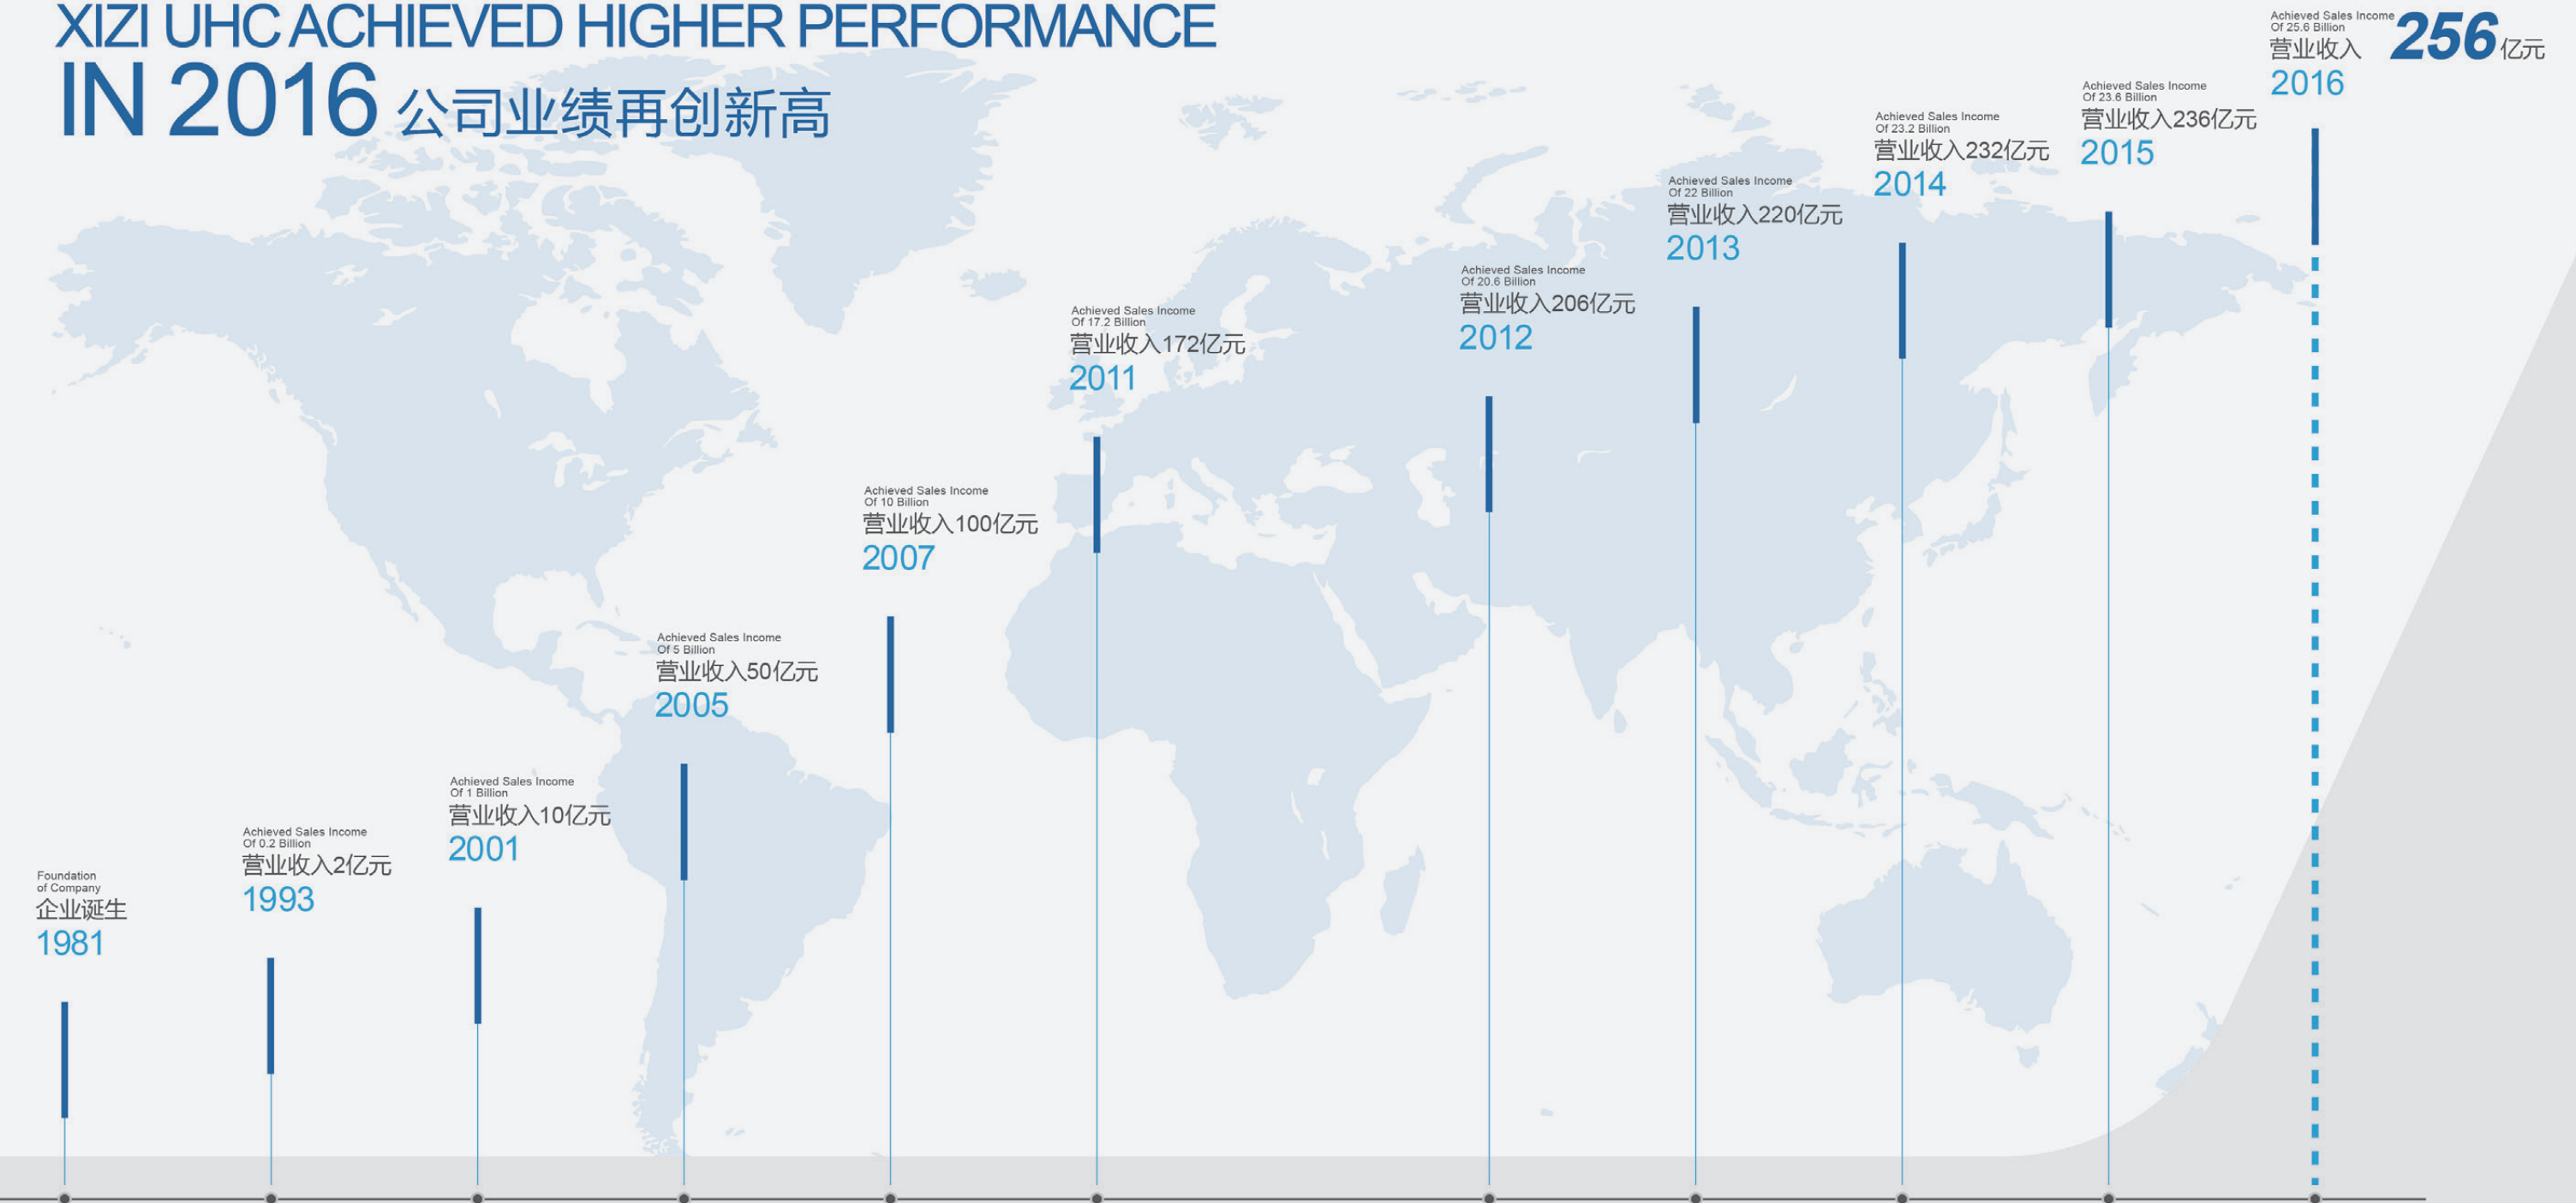 XIZI UHC ACHIEVED HIGHER PERFORMANCE
IN 2016 公司业绩再创新高
Foundation
of Company
企业诞生
1981
Achieved Sales Income
Of 0.2 Billion
营业收入2亿元
1993
Achieved Sales Income
Of 1 Billion
营业收入10亿元
2001
Achieved Sales Income
Of 5 Billion
营业收入50亿元
2005
Achieved Sales Income
Of 10 Billion
营业收入100亿元
2007
Achieved Sales Income
Of 17.2 Billion
营业收入172亿元
2011
Achieved Sales Income
Of 20.6 Billion
营业收入206亿元
2012
Achieved Sales Income
Of 22 Billion
营业收入220亿元
2013
Achieved Sales Income
Of 23.2 Billion
营业收入232亿元
2014
Achieved Sales Income
Of 23.6 Billion
营业收入236亿元
2015
Achieved Sales Income
Of 25.6 Billion
营业收入 256亿元
2016